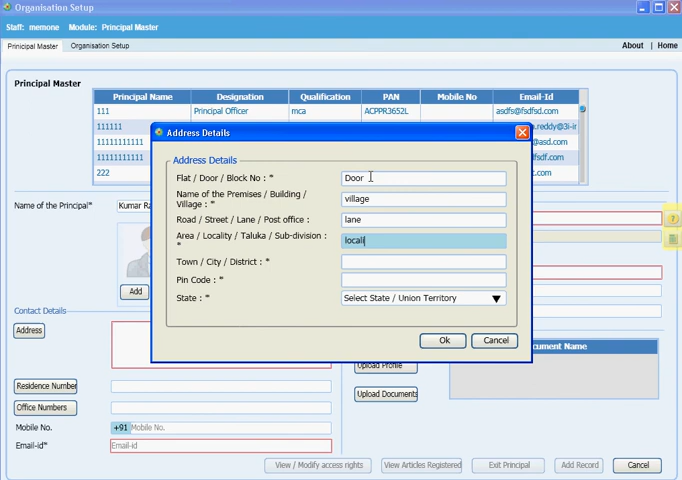 Organisation Setup
Staff: memone Module: Principal Master
Prinicipal Master Organisation Setup About | Home
Principal Master
Principal Name Designation Qualification PAN Mobile No Email-Id
111 Principal Officer mca ACPPR3652L asdfs@fsdfsd.com
111111 .reddy@3i-ir
11111111111 @asd.com
11111111111 fsdf.com
222
Address Details
Address Details
Flat / Door / Block No : * Door
Name of the Premises / Building / Village : * village
Road / Street / Lane / Post office : lane
Area / Locality / Taluka / Sub-division : * locali
Town / City / District : *
Pin Code : *
State : * Select State / Union Territory
Ok Cancel
Name of the Principal* Kumar Ra
Add
Contact Details
Address
Residence Number
Office Numbers
Mobile No. +91 Mobile No.
Email-id* Email-id
cument Name
Upload Profile
Upload Documents
View / Modify access rights View Articles Registered Exit Principal Add Record Cancel